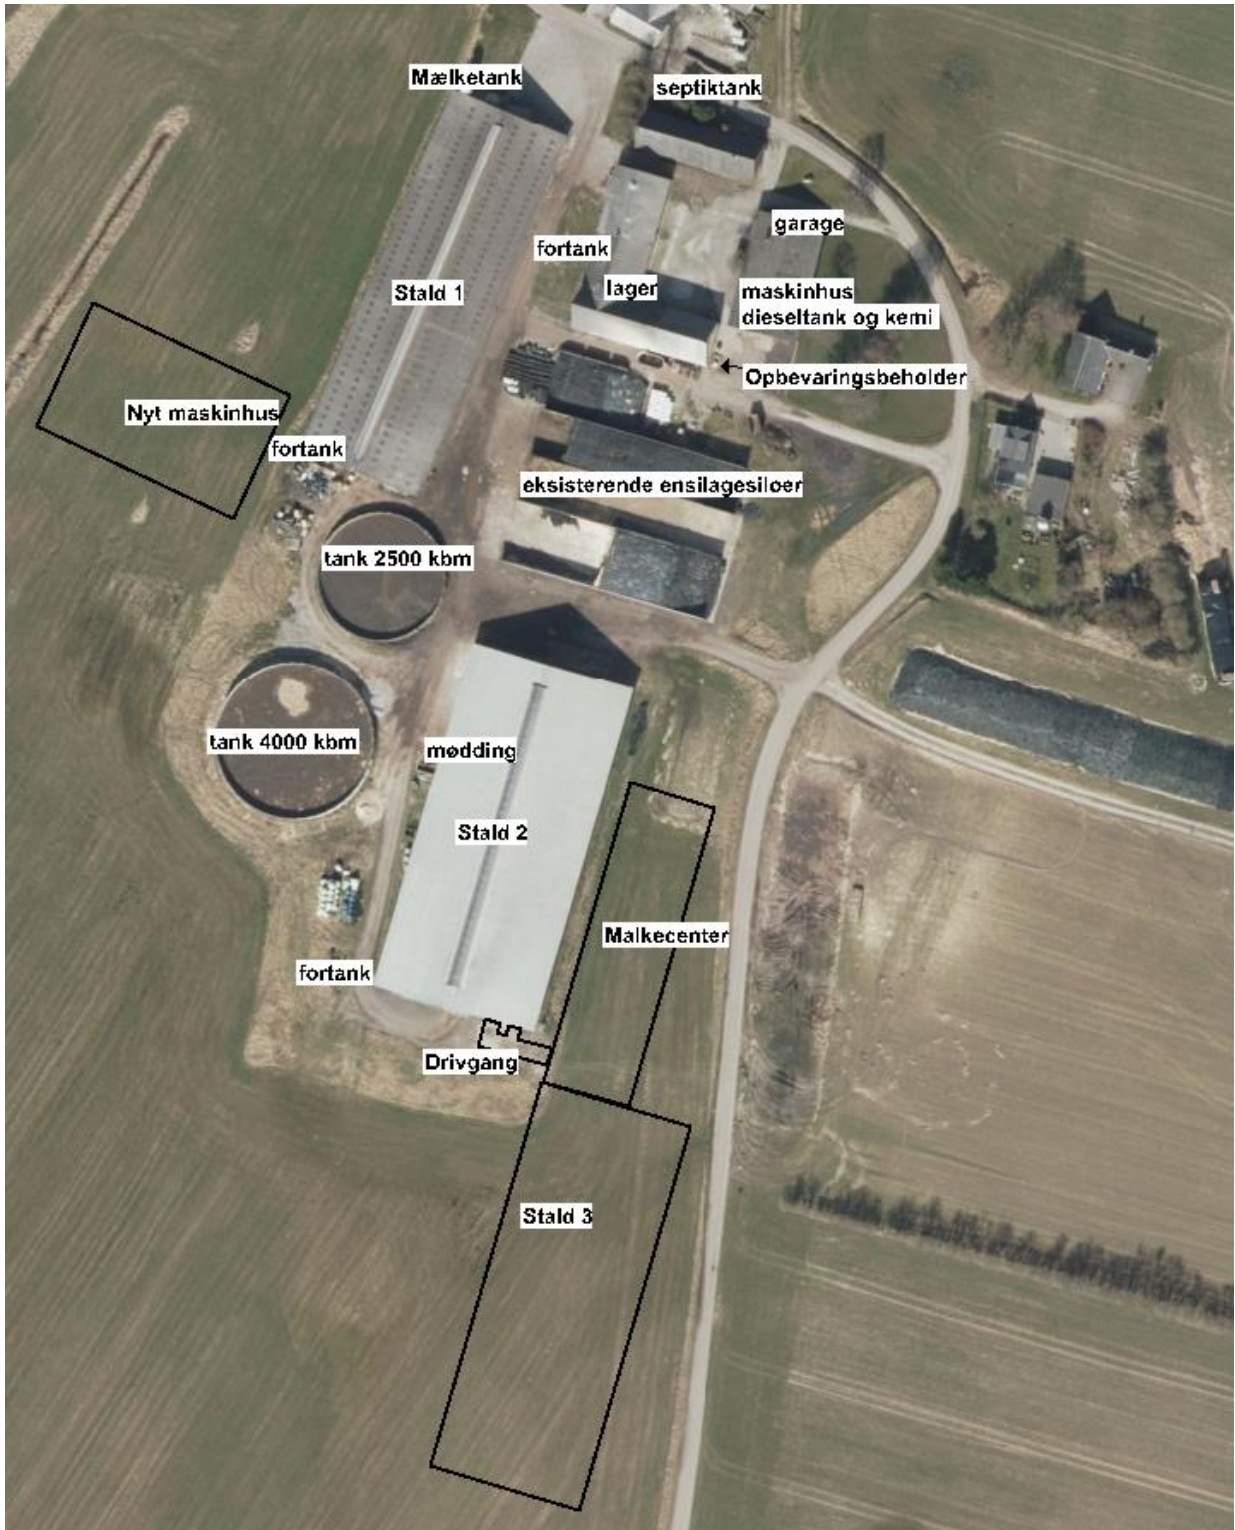 Mælketank
septiktank
garage
fortank
lager
Stald 1
maskinhus
dieseltank og kemi
Opbevaringsbeholder
Nyt maskinhus
fortank
eksisterende ensilagesiloer
tank 2500 kbm
tank 4000 kbm
mødding
Stald 2
Malkecenter
fortank
Drivgang
Stald 3